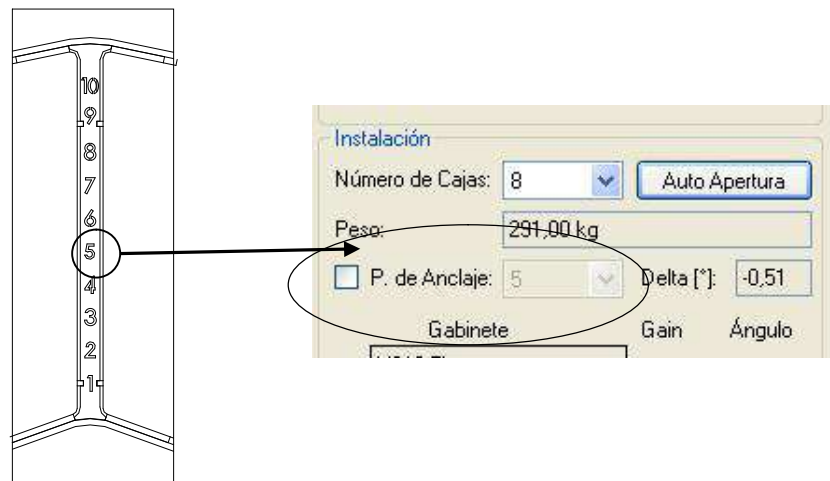 10
9
8
7
6
5
4
3
2
1
Instalación
Número de Cajas: 8 Auto Apertura
Peso: 291,00 kg
P. de Anclaje: 5 Delta [°]: -0,51
Gabinete Gain Ángulo